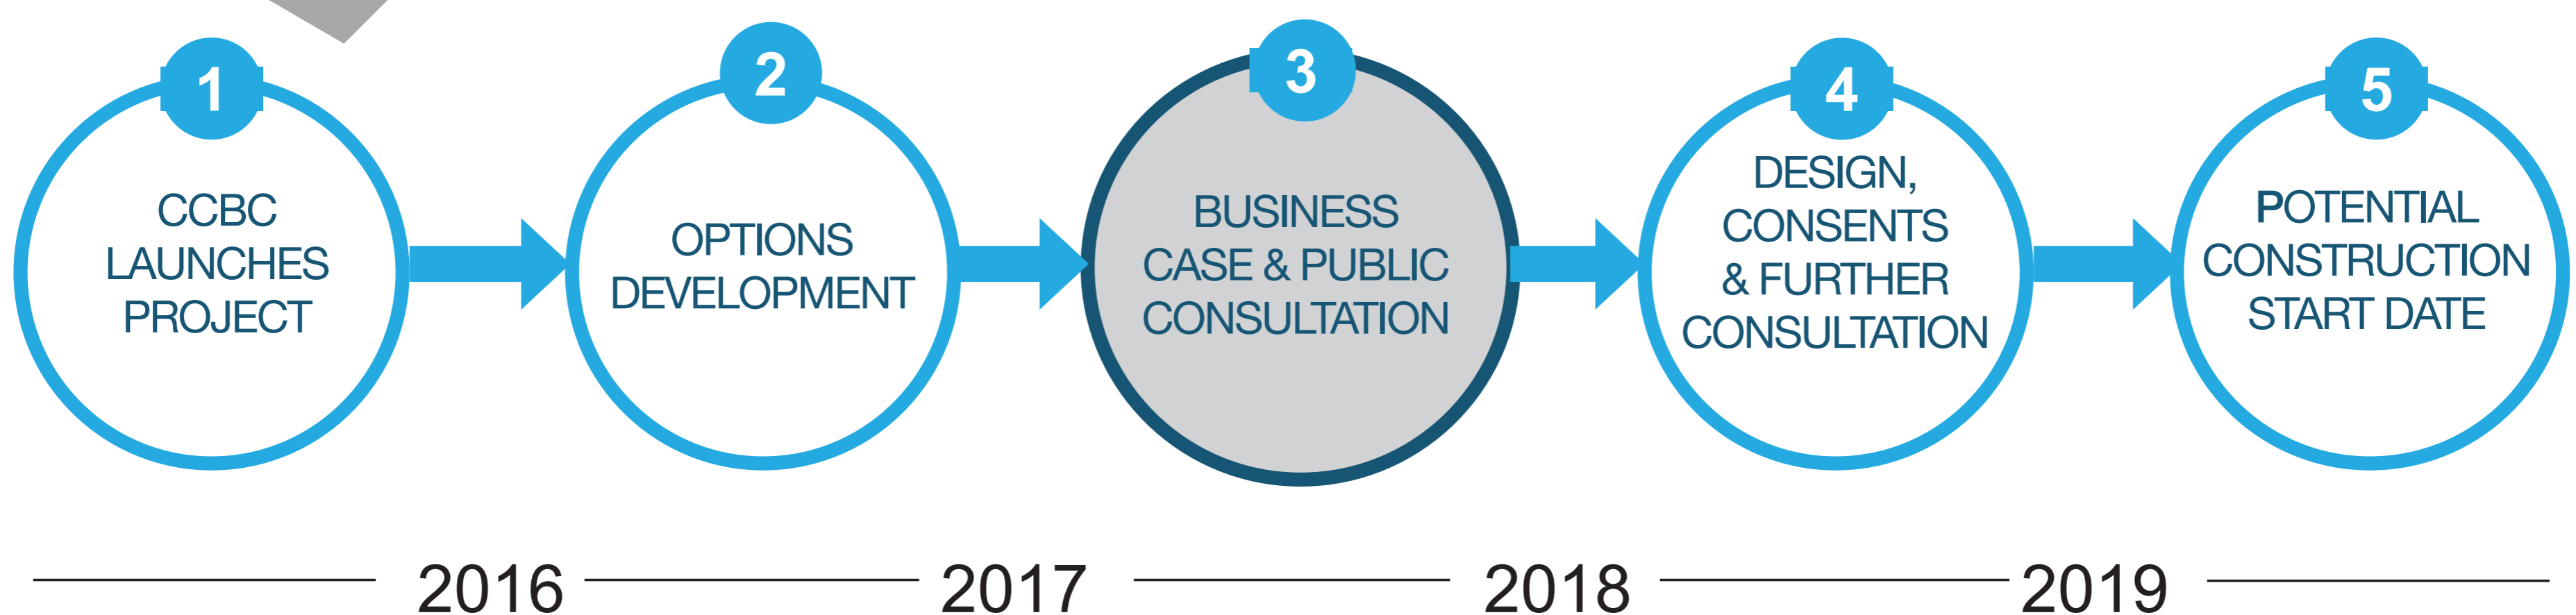 1
CCBC
LAUNCHES
PROJECT
2
OPTIONS
DEVELOPMENT
3
BUSINESS
CASE & PUBLIC
CONSULTATION
4
DESIGN,
CONSENTS
& FURTHER
CONSULTATION
5
POTENTIAL
CONSTRUCTION
START DATE
2016
2017
2018
2019